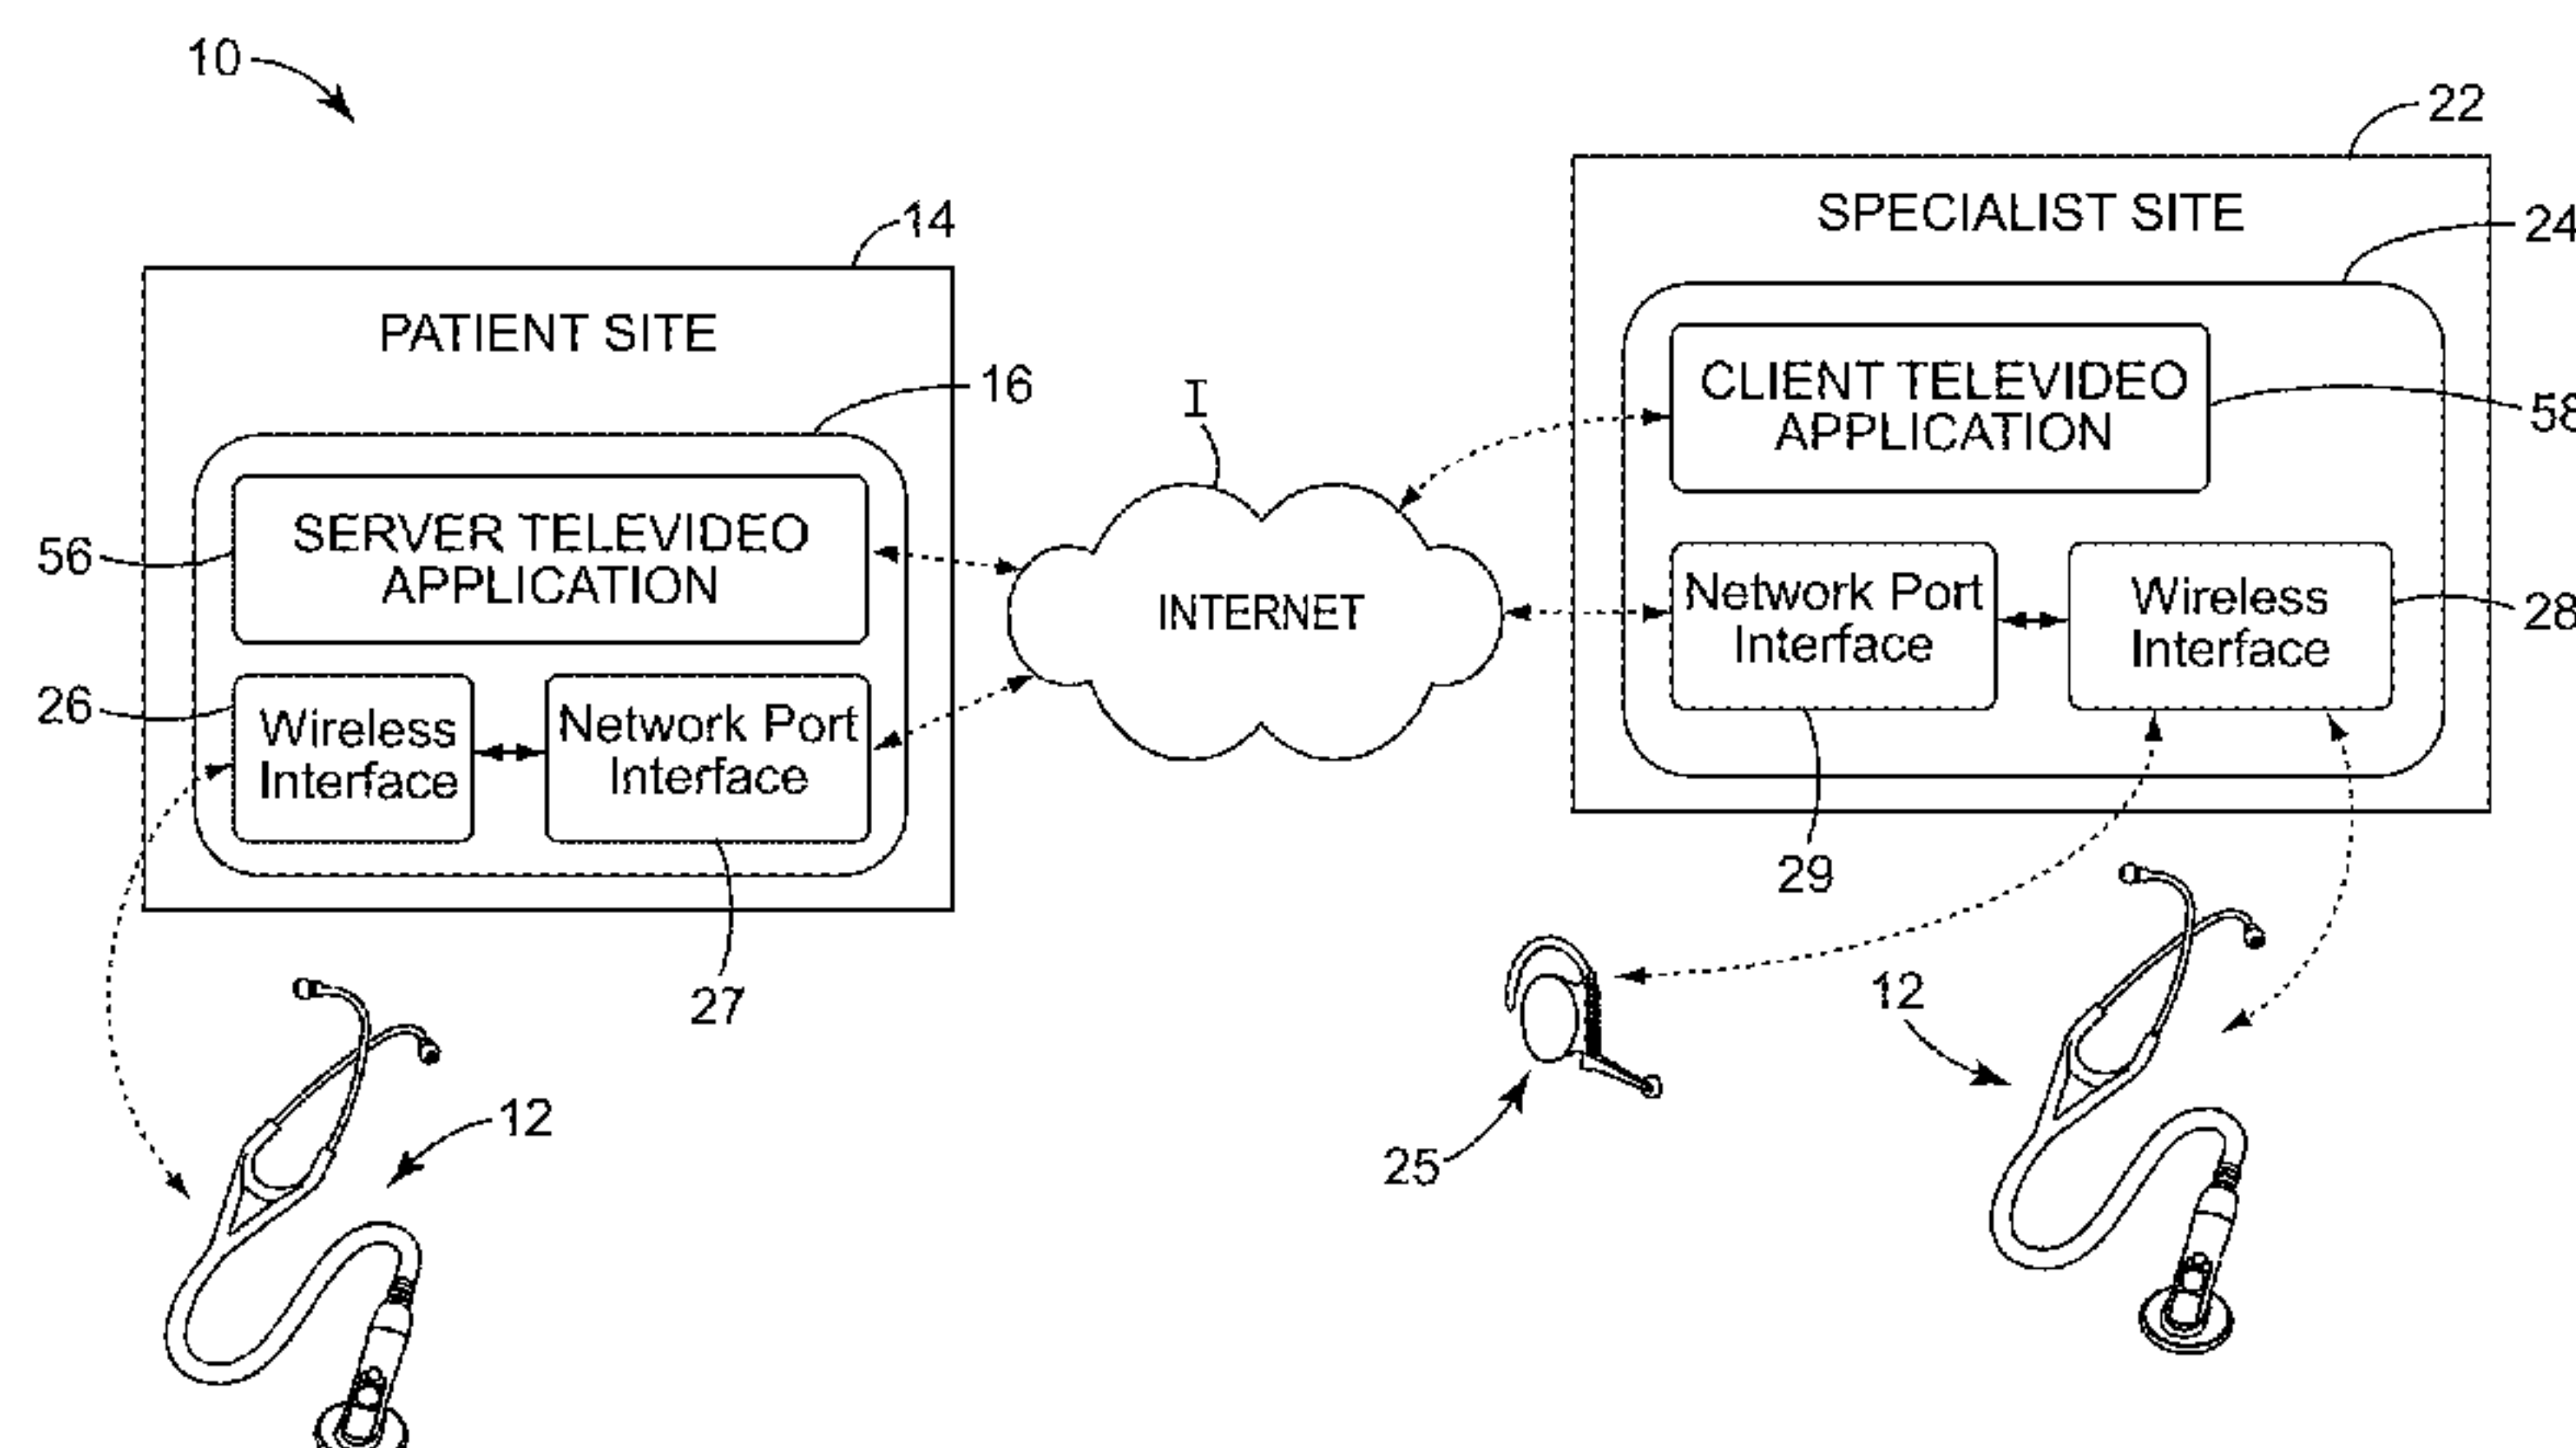 10
22
14
SPECIALIST SITE
24
PATIENT SITE
16
I
CLIENT TELEVIDEO
APPLICATION
58
SERVER TELEVIDEO
APPLICATION
56
INTERNET
Network Port
Interface
Wireless
Interface
28
26
Wireless
Interface
Network Port
Interface
29
27
12
12
25